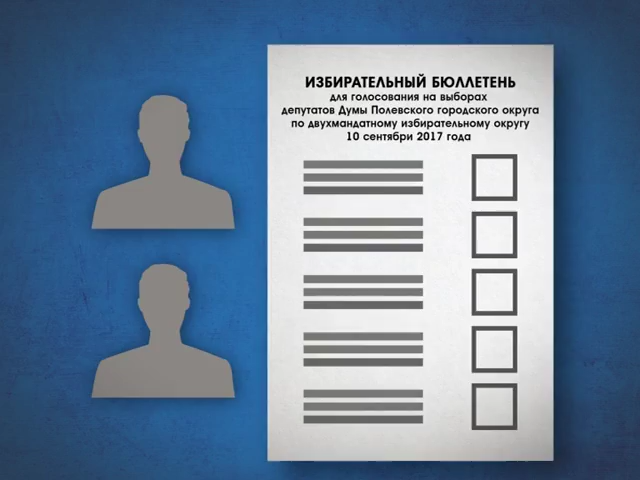 ИЗБИРАТЕЛЬНЫЙ БЮЛЛЕТЕНЬ
для голосования на выборах
депутатов Думы Полевского городского округа
по двухмандатному избирательному округу
10 сентябри 2017 года